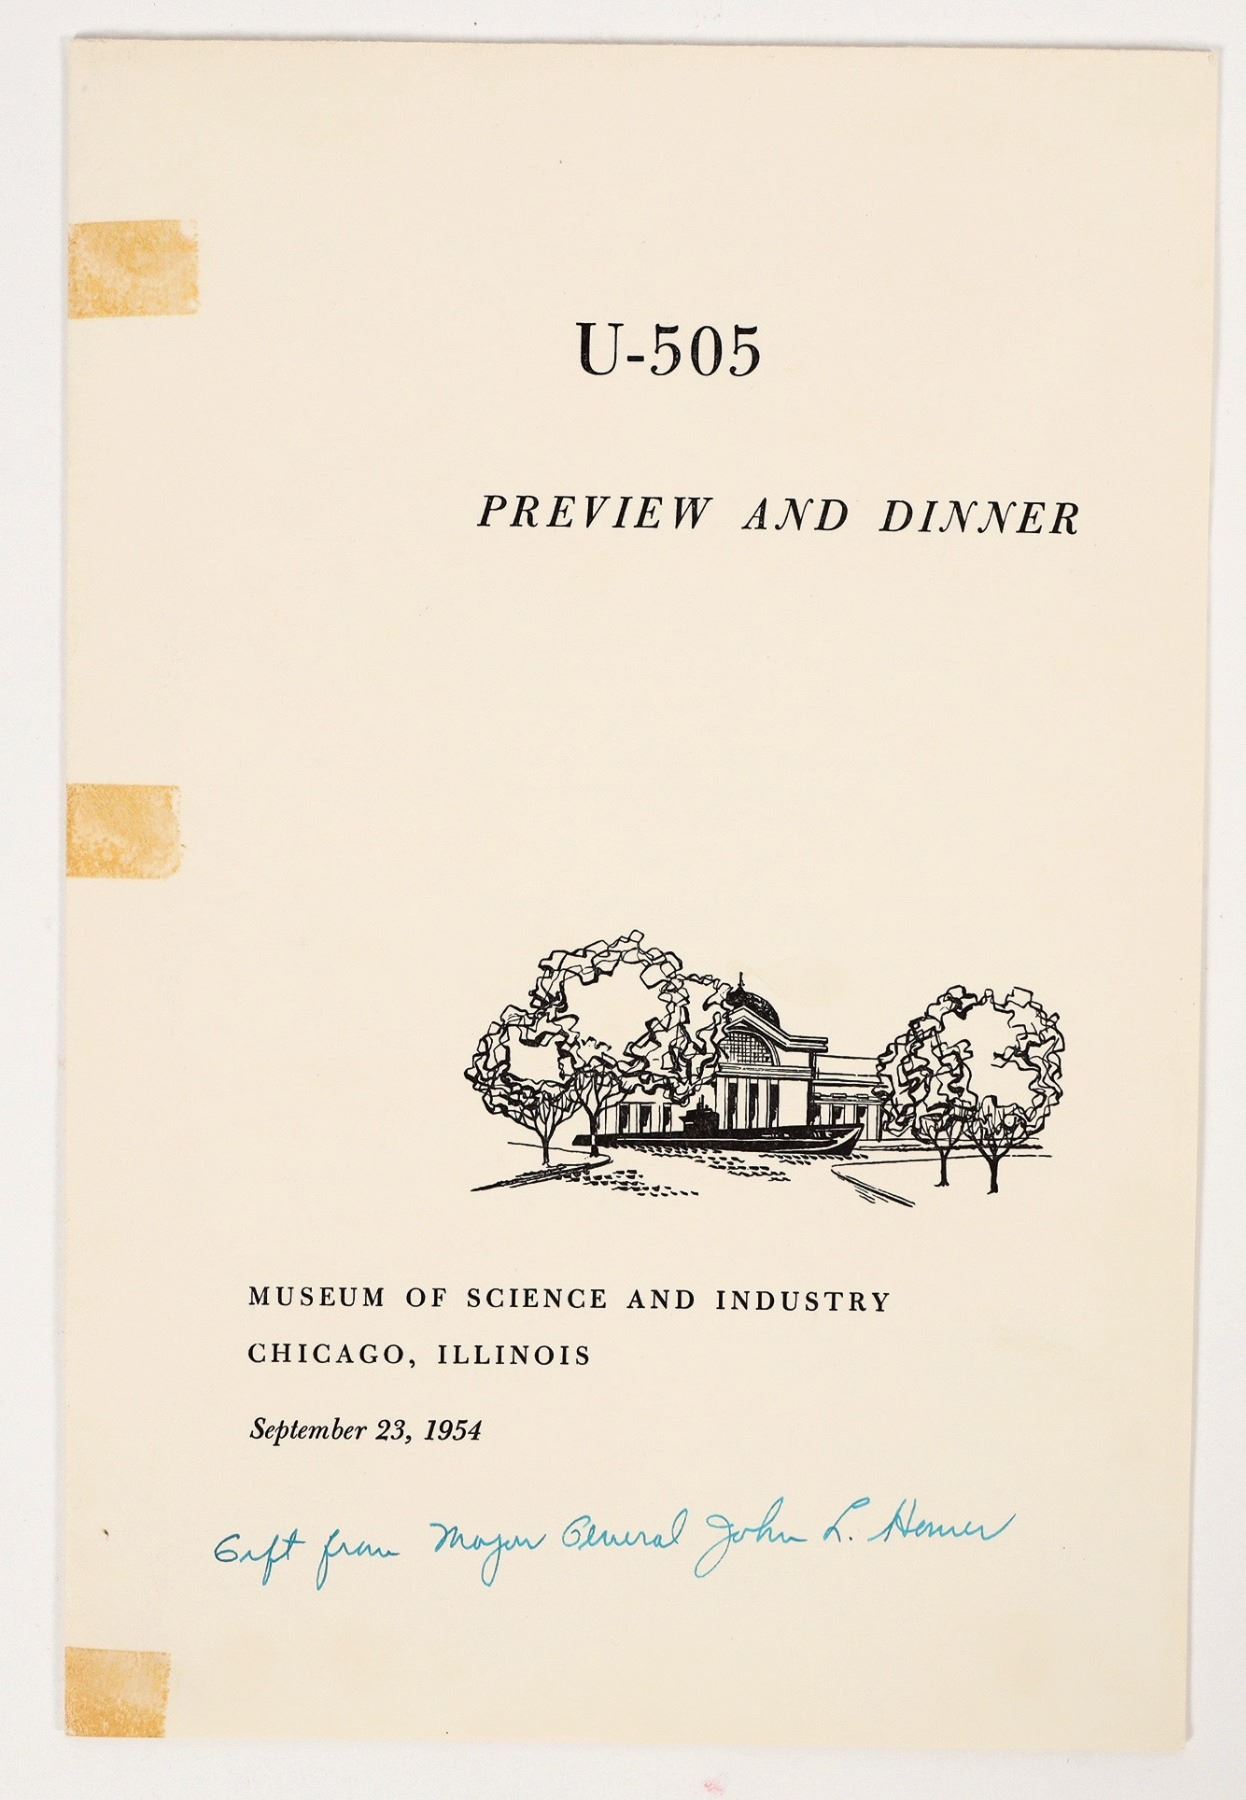 U-505
PREVIEW AND DINNER
MUSEUM OF SCIENCE AND INDUSTRY
CHICAGO, ILLINOIS
September 23, 1954
Gift from Major General John L. Homer